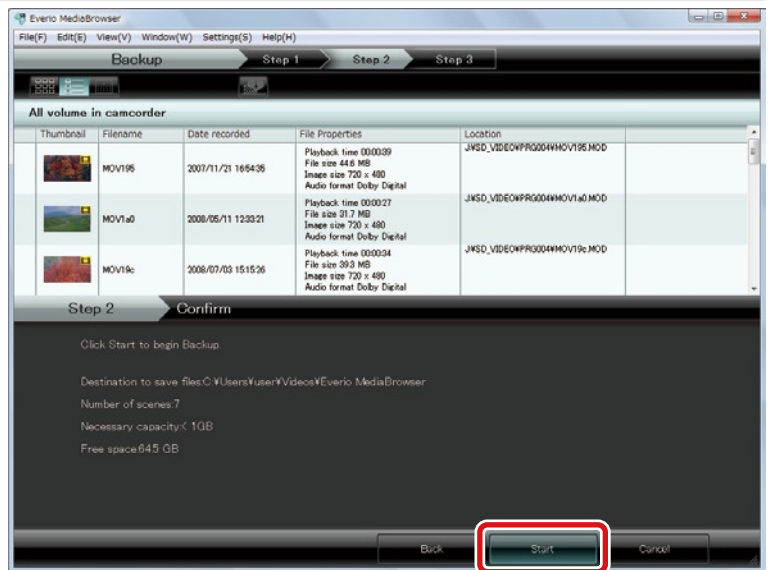 Everio MediaBrowser
File(F) Edit(E) View(V) Window(W) Settings(S) Help(H)
Backup Step 1 Step 2 Step 3
All volume in camcorder
Thumbnail Filename Date recorded File Properties Location
MOV195 2007/11/21 16:54:35 Playback time 00:00:39 J:¥SD_VIDEO¥PRG004¥MOV195.MOD
File size 44.6 MB
Image size 720 x 480
Audio format Dolby Digital
MOV1a0 2008/05/11 12:33:21 Playback time 00:00:27 J:¥SD_VIDEO¥PRG004¥MOV1a0.MOD
File size 31.7 MB
Image size 720 x 480
Audio format Dolby Digital
MOV19c 2008/07/03 15:15:26 Playback time 00:00:34 J:¥SD_VIDEO¥PRG004¥MOV19c.MOD
File size 39.3 MB
Image size 720 x 480
Audio format Dolby Digital
Step 2 Confirm
Click Start to begin Backup.
Destination to save files:C:¥Users¥user¥Videos¥Everio MediaBrowser
Number of scenes:7
Necessary capacity:< 1GB
Free space:645 GB
Back Start Cancel